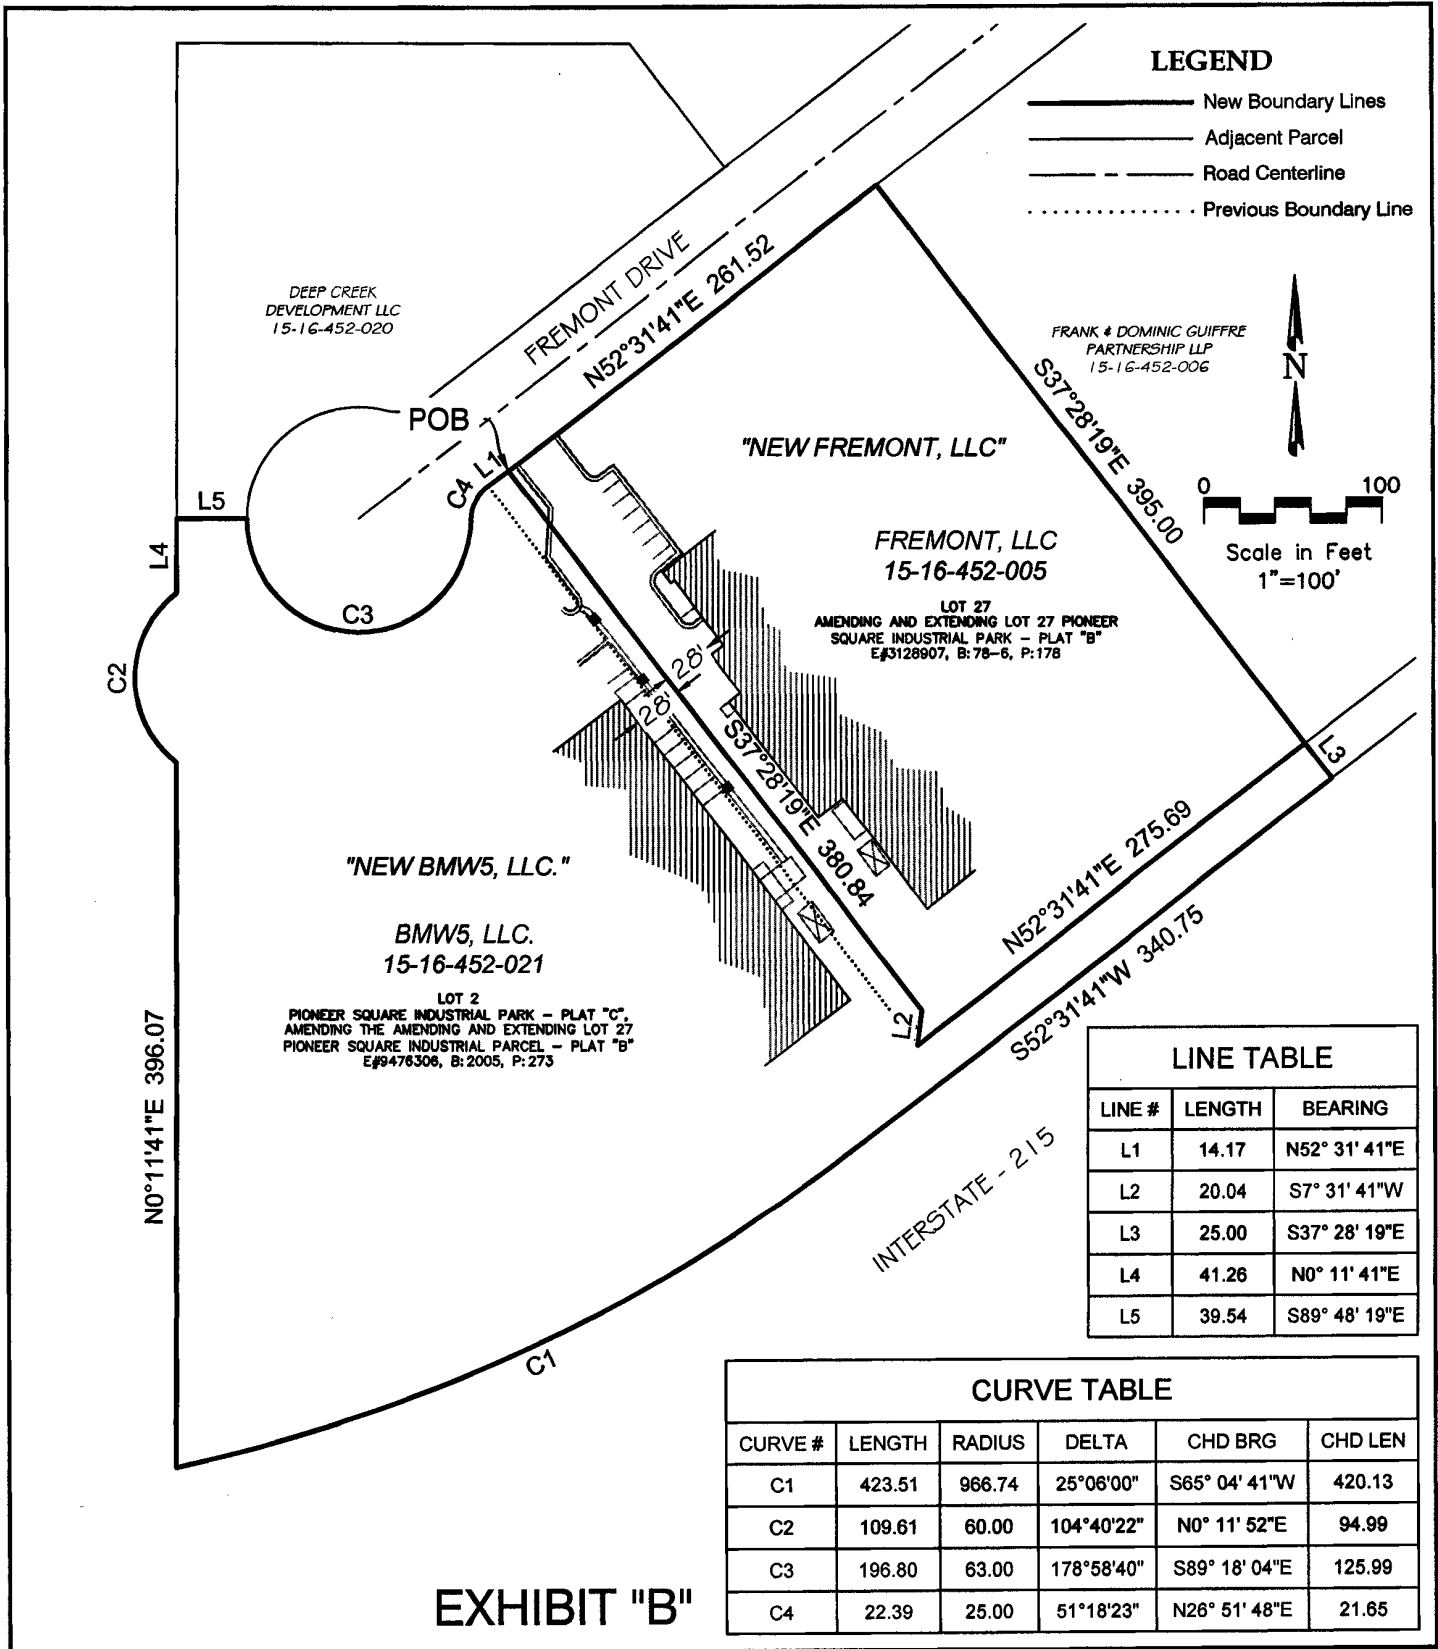 LEGEND
New Boundary Lines
Adjacent Parcel
Road Centerline
Previous Boundary Line
DEEP CREEK
DEVELOPMENT LLC
15-16-452-020
FREMONT DRIVE
N52°31'41"E 261.52
FRANK & DOMINIC GUIFFRE
PARTNERSHIP LLP
15-16-452-006
N
S37°28'19"E 395.00
POB
L1
C4
L5
L4
C3
C2
"NEW FREMONT, LLC"
FREMONT, LLC
15-16-452-005
LOT 27
AMENDING AND EXTENDING LOT 27 PIONEER
SQUARE INDUSTRIAL PARK - PLAT "B"
E#3128907, B:78-6, P:178
0 100
Scale in Feet
1"=100'
28'
28'
S37°28'19"E 380.84
L3
N52°31'41"E 275.69
S52°31'41"W 340.75
L2
"NEW BMW5, LLC."
BMW5, LLC.
15-16-452-021
LOT 2
PIONEER SQUARE INDUSTRIAL PARK - PLAT "C",
AMENDING THE AMENDING AND EXTENDING LOT 27
PIONEER SQUARE INDUSTRIAL PARCEL - PLAT "B"
E#9476306, B:2005, P:273
N0°11'41"E 396.07
INTERSTATE - 215
C1
LINE TABLE
LINE # LENGTH BEARING
L1 14.17 N52° 31' 41"E
L2 20.04 S7° 31' 41"W
L3 25.00 S37° 28' 19"E
L4 41.26 N0° 11' 41"E
L5 39.54 S89° 48' 19"E
CURVE TABLE
CURVE # LENGTH RADIUS DELTA CHD BRG CHD LEN
C1 423.51 966.74 25°06'00" S65° 04' 41"W 420.13
C2 109.61 60.00 104°40'22" N0° 11' 52"E 94.99
C3 196.80 63.00 178°58'40" S89° 18' 04"E 125.99
C4 22.39 25.00 51°18'23" N26° 51' 48"E 21.65
EXHIBIT "B"